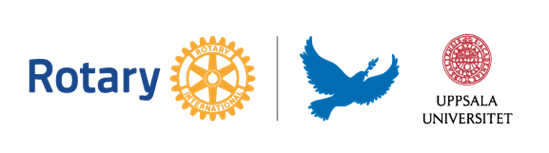 Rotary
ROTARY
INTERNATIONAL
UPPSALA
UNIVERSITET